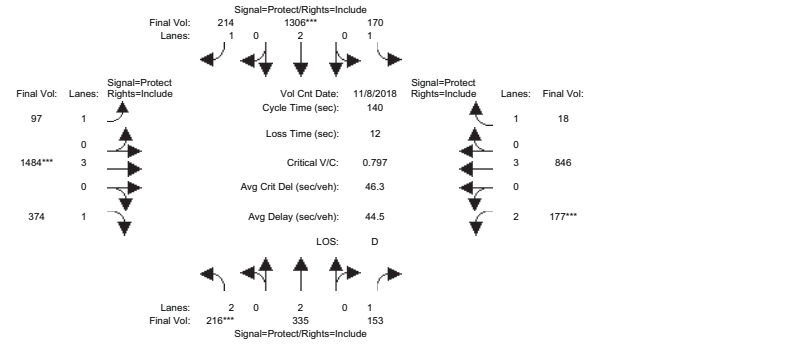 Signal=Protect/Rights=Include
Final Vol: 214 1306*** 170
Lanes: 1 0 2 0 1
Signal=Protect Signal=Protect
Final Vol: Lanes: Rights=Include Vol Cnt Date: 11/8/2018 Rights=Include Lanes: Final Vol:
Cycle Time (sec): 140
97 1 1 18
Loss Time (sec): 12
0 0
1484*** 3 Critical V/C: 0.797 3 846
0 Avg Crit Del (sec/veh): 46.3 0
374 1 Avg Delay (sec/veh): 44.5 2 177***
LOS: D
Lanes: 2 0 2 0 1
Final Vol: 216*** 335 153
Signal=Protect/Rights=Include